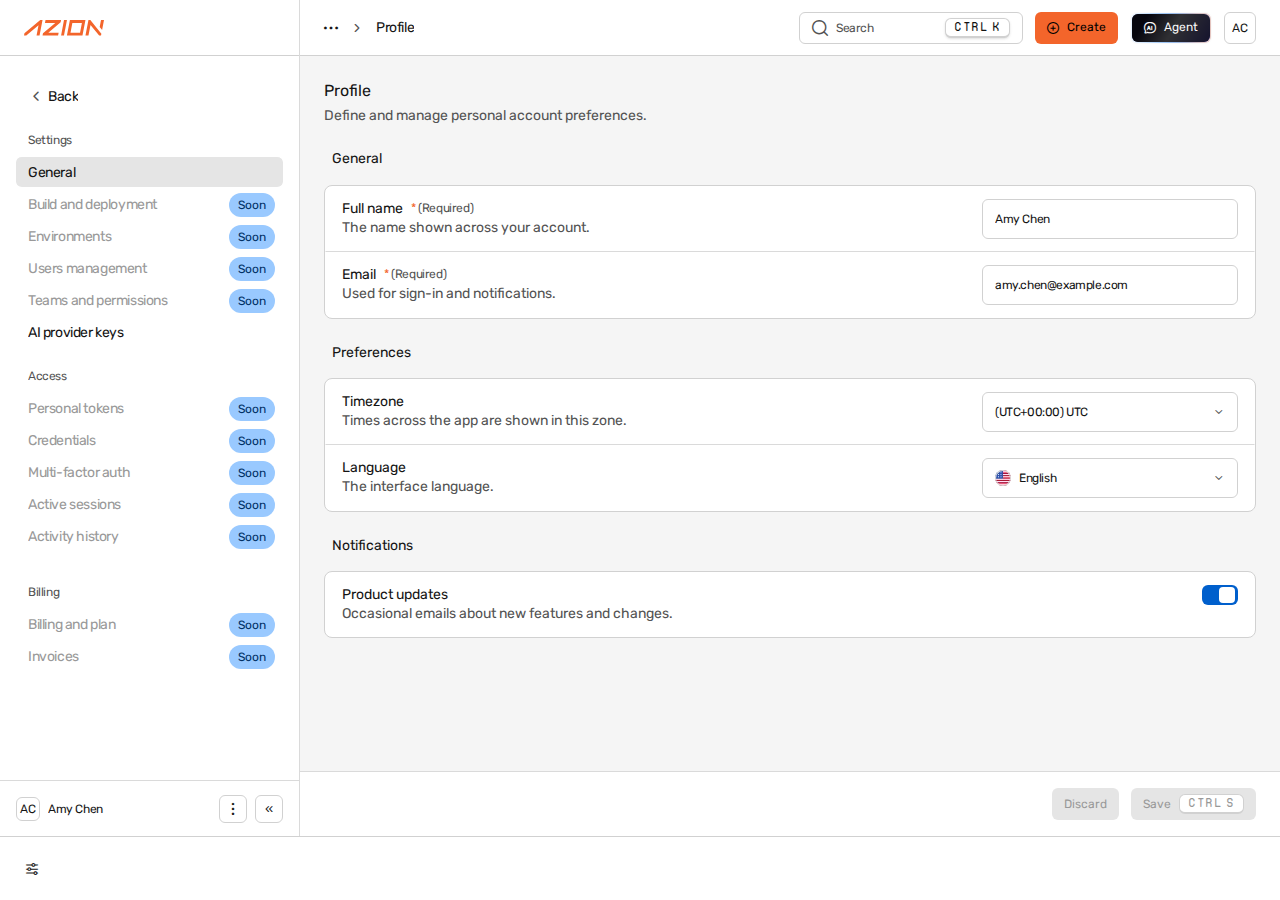 AZION
Profile
Search
CTRL K
Create
AI
Agent
AC
Back
Settings
General
Build and deployment
Soon
Environments
Soon
Users management
Soon
Teams and permissions
Soon
AI provider keys
Access
Personal tokens
Soon
Credentials
Soon
Multi-factor auth
Soon
Active sessions
Soon
Activity history
Soon
Billing
Billing and plan
Soon
Invoices
Soon
AC
Amy Chen
Profile
Define and manage personal account preferences.
General
Full name *(Required)
The name shown across your account.
Amy Chen
Email *(Required)
Used for sign-in and notifications.
amy.chen@example.com
Preferences
Timezone
Times across the app are shown in this zone.
(UTC+00:00) UTC
Language
The interface language.
English
Notifications
Product updates
Occasional emails about new features and changes.
Discard
Save
CTRL S